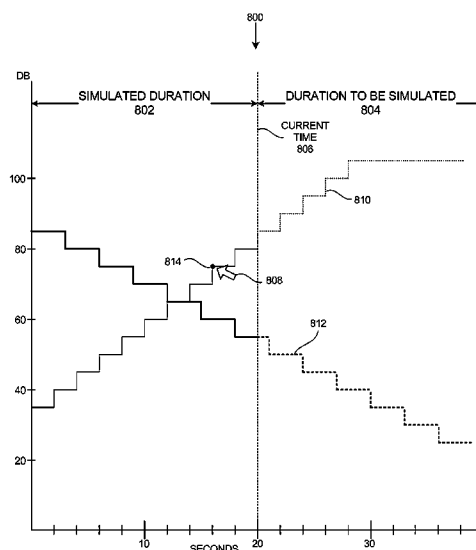 800
DB
SIMULATED DURATION
802
DURATION TO BE SIMULATED
804
CURRENT
TIME
806
100
810
80
814
808
60
812
40
20
10
20
30
SECONDS